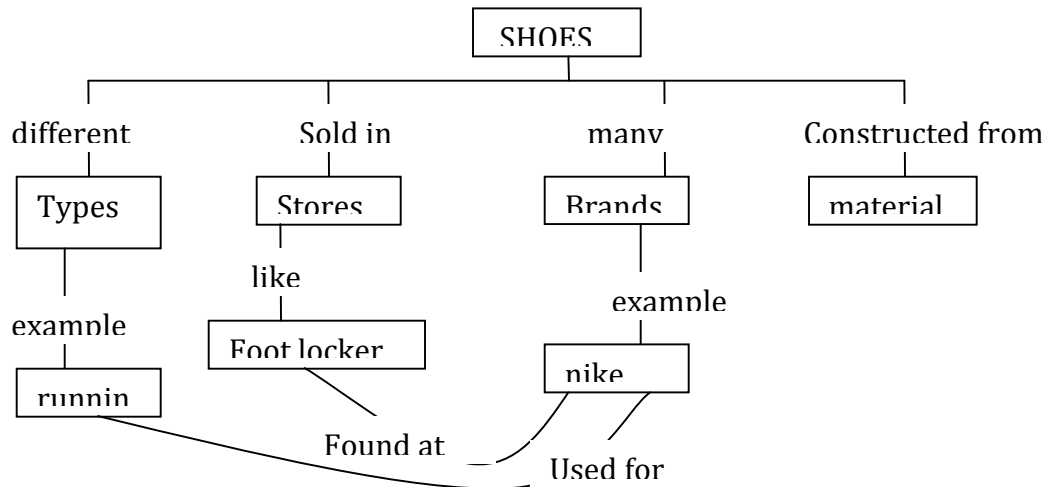 SHOES
different
Sold in
many
Constructed from
Types
Stores
Brands
material
like
example
example
Foot locker
nike
runnin
Found at
Used for